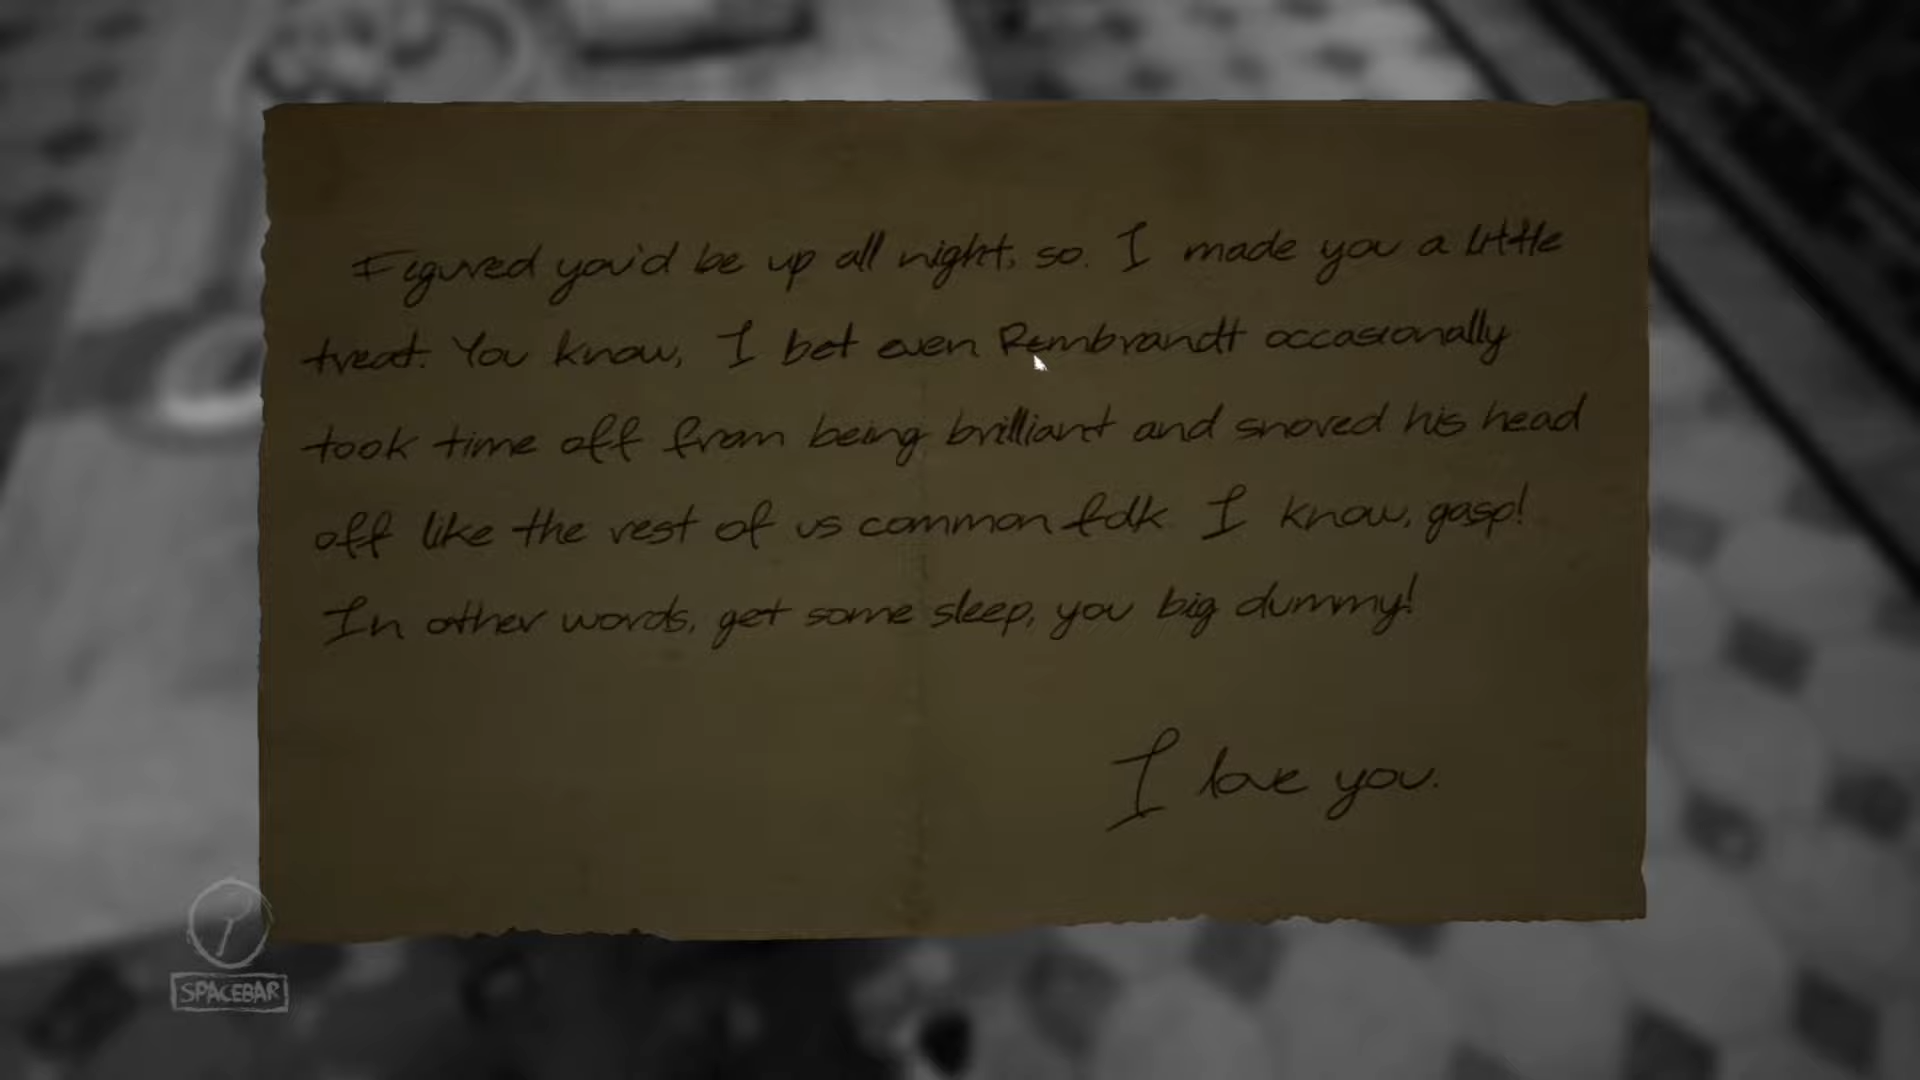 Figured you'd be up all night, so. I made you a little
treat. You know, I bet even Rembrandt occasionally
took time off from being brilliant and snored his head
off like the rest of us common folk. I know, gasp!
In other words, get some sleep, you big dummy!
I love you.
SPACEBAR